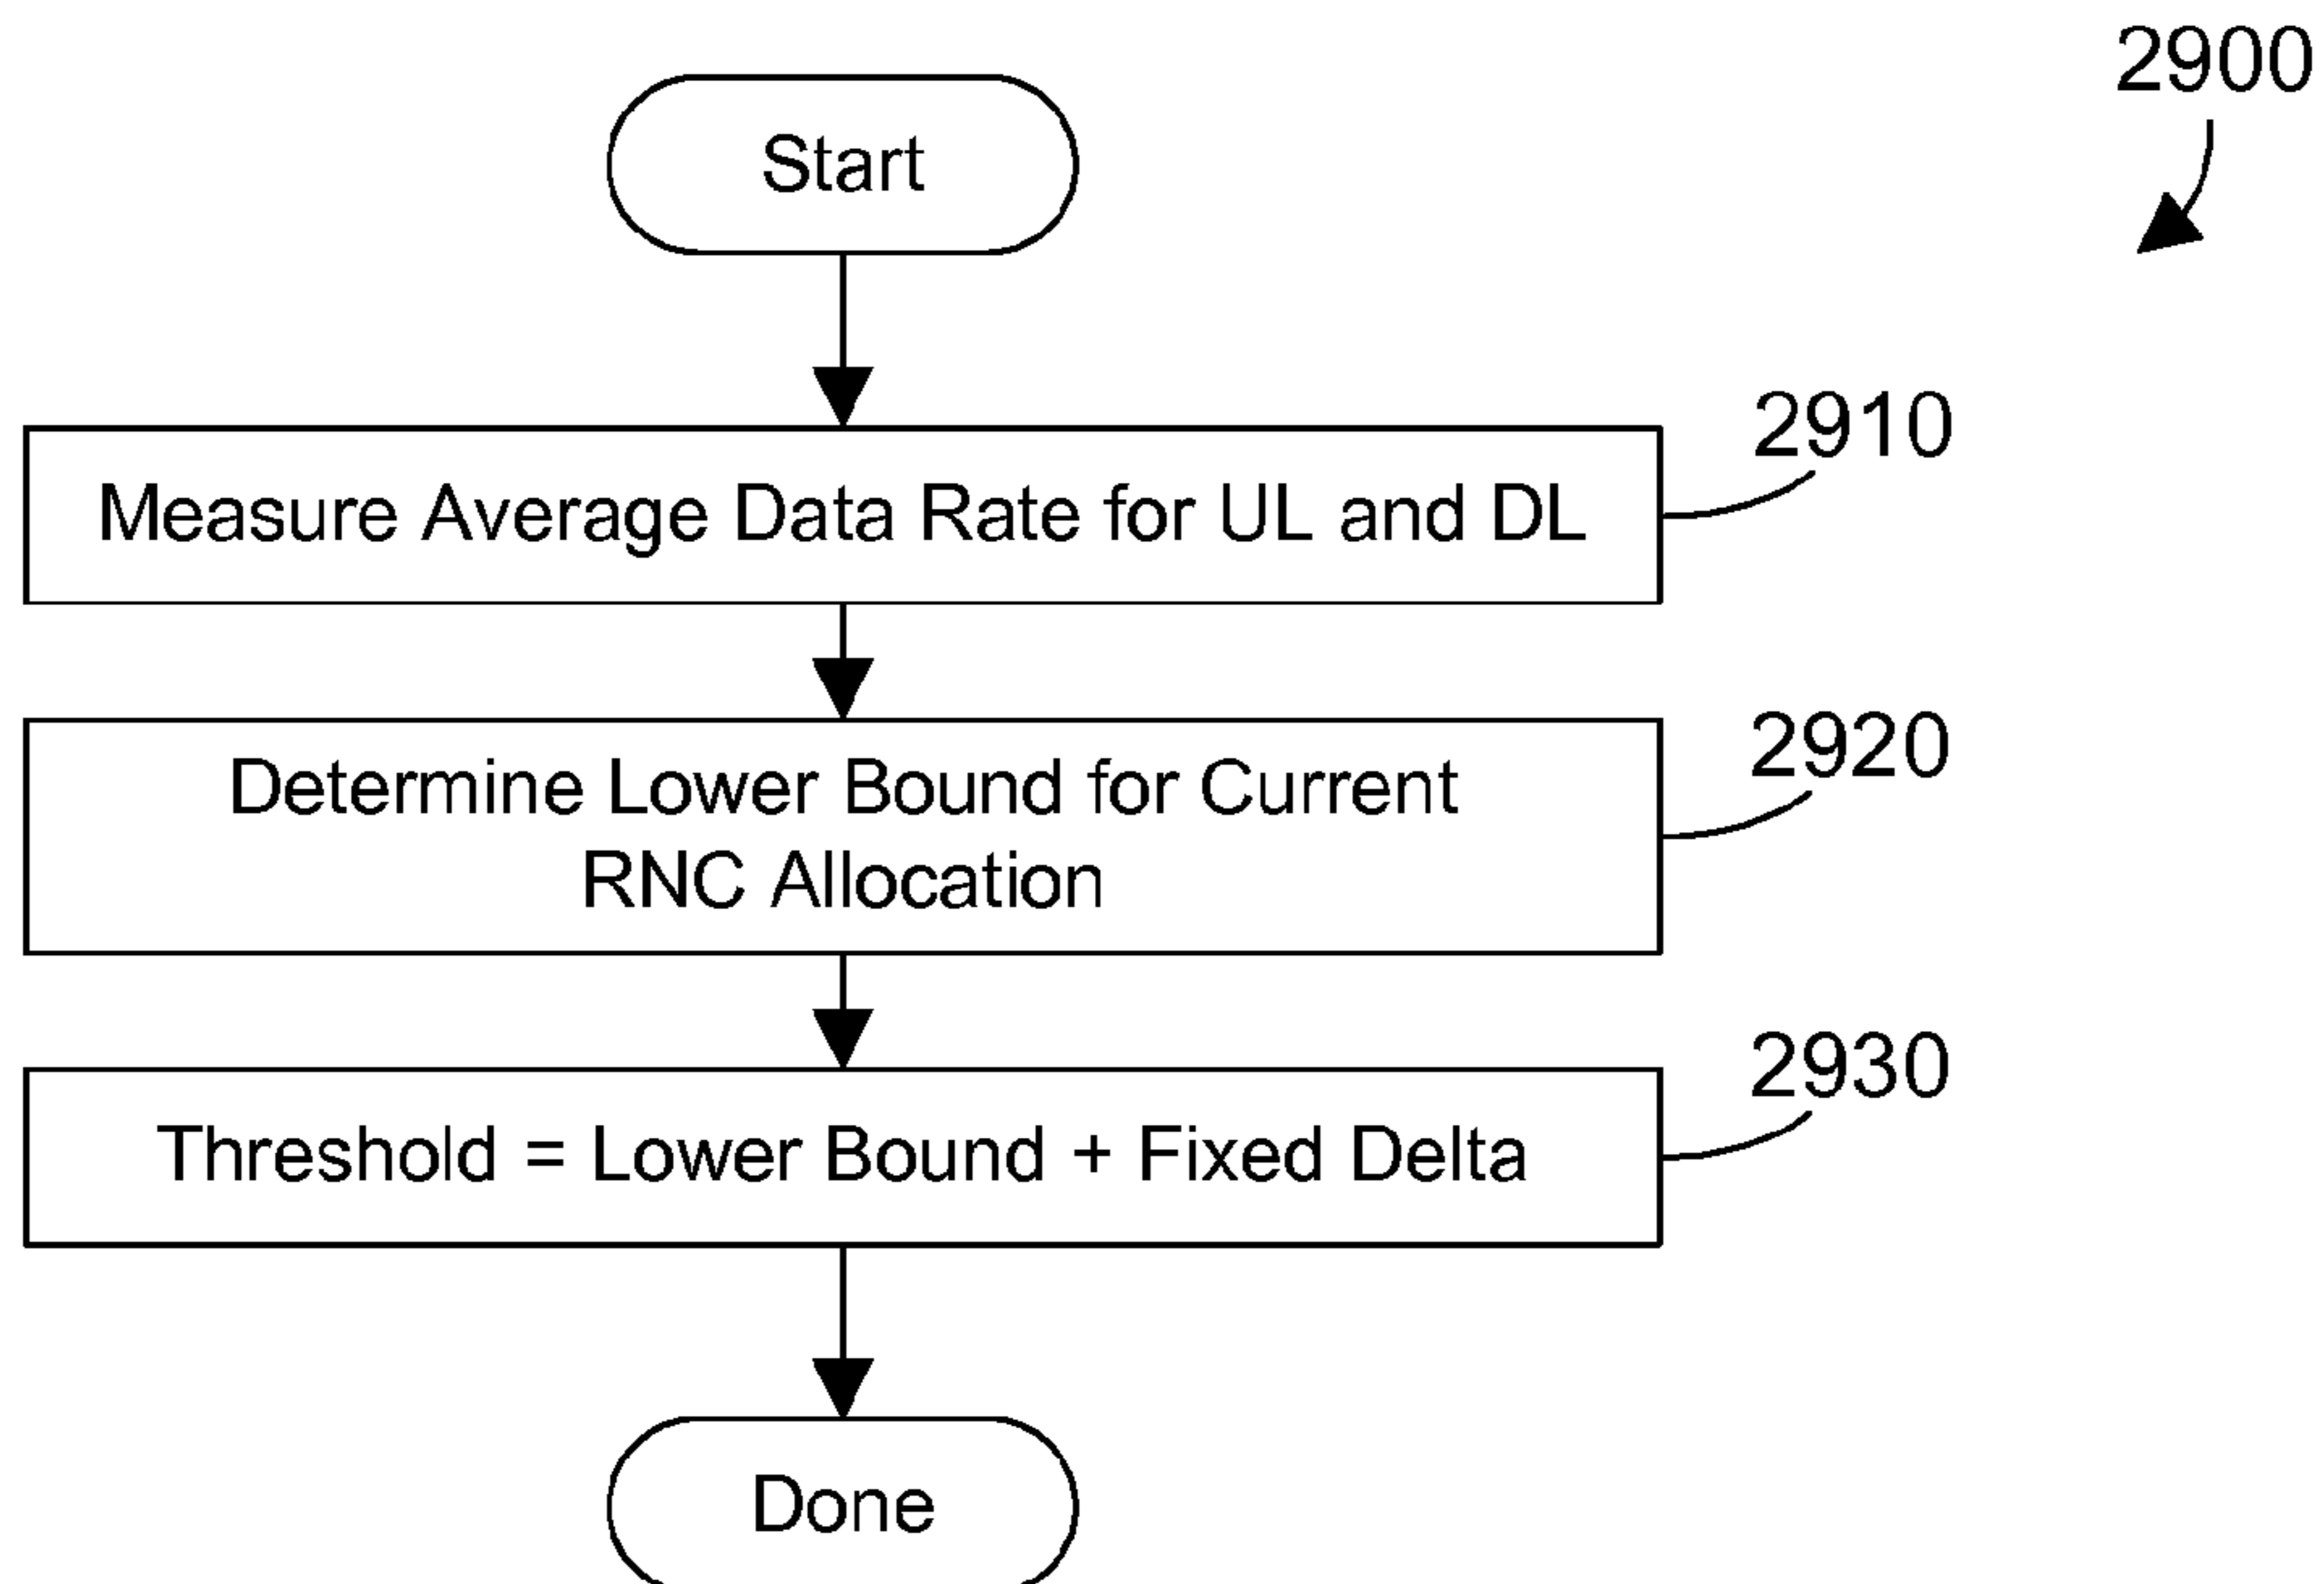 2900
Start
2910
Measure Average Data Rate for UL and DL
2920
Determine Lower Bound for Current
RNC Allocation
2930
Threshold = Lower Bound + Fixed Delta
Done